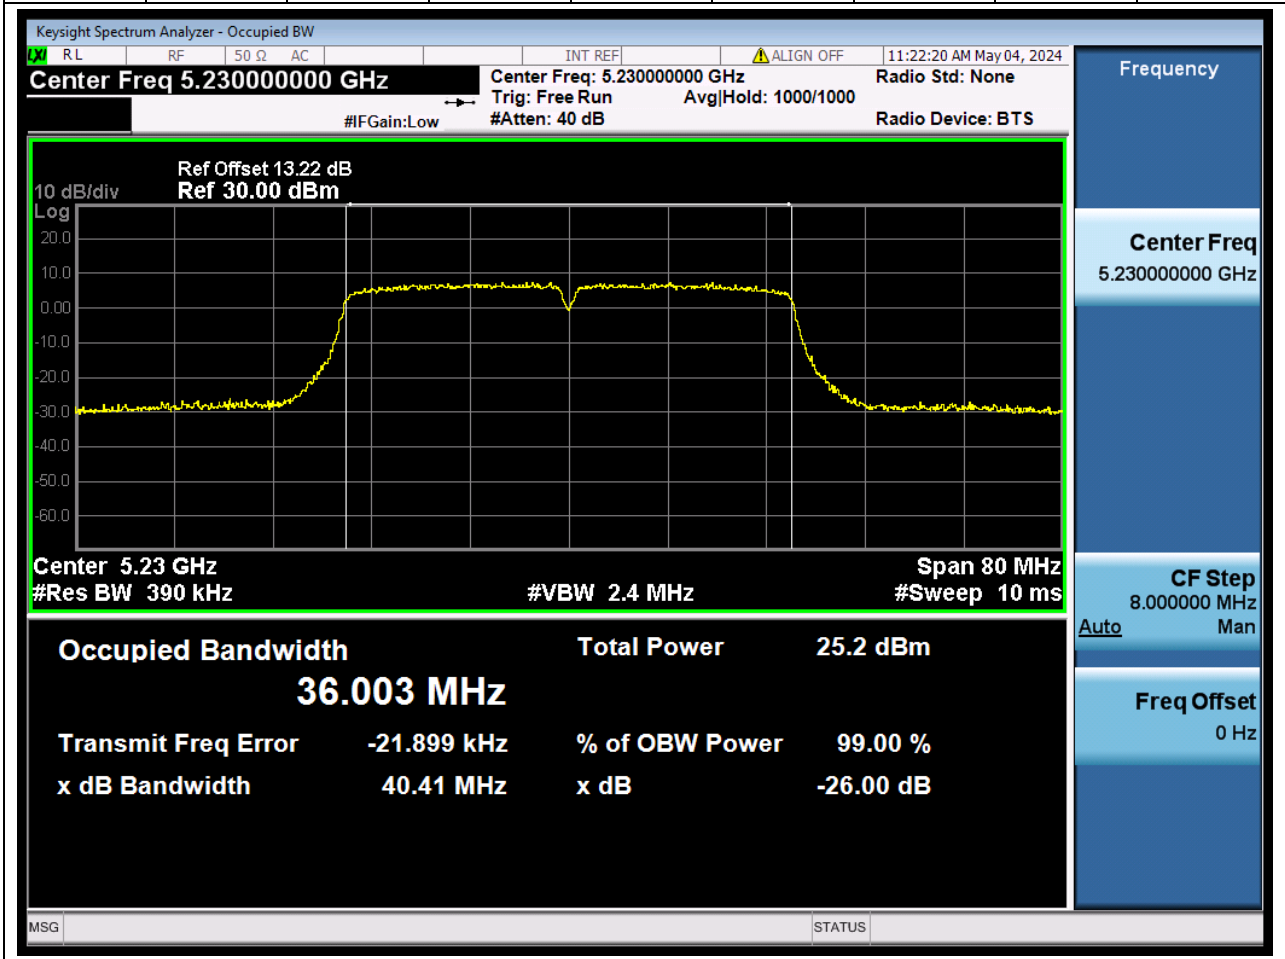 Keysight Spectrum Analyzer - Occupied BW
LXI RL RF 50 Ω AC INT REF ALIGN OFF 11:22:20 AM May 04, 2024
Center Freq 5.230000000 GHz
Center Freq: 5.230000000 GHz
Radio Std: None
Trig: Free Run Avg|Hold: 1000/1000
#IFGain:Low
#Atten: 40 dB
Radio Device: BTS
Ref Offset 13.22 dB
10 dB/div Ref 30.00 dBm
Log
20.0
10.0
0.00
-10.0
-20.0
-30.0
-40.0
-50.0
-60.0
Center 5.23 GHz Span 80 MHz
#Res BW 390 kHz #VBW 2.4 MHz #Sweep 10 ms
Occupied Bandwidth Total Power 25.2 dBm
36.003 MHz
Transmit Freq Error -21.899 kHz % of OBW Power 99.00 %
x dB Bandwidth 40.41 MHz x dB -26.00 dB
Frequency
Center Freq
5.230000000 GHz
CF Step
8.000000 MHz
Auto Man
Freq Offset
0 Hz
MSG STATUS